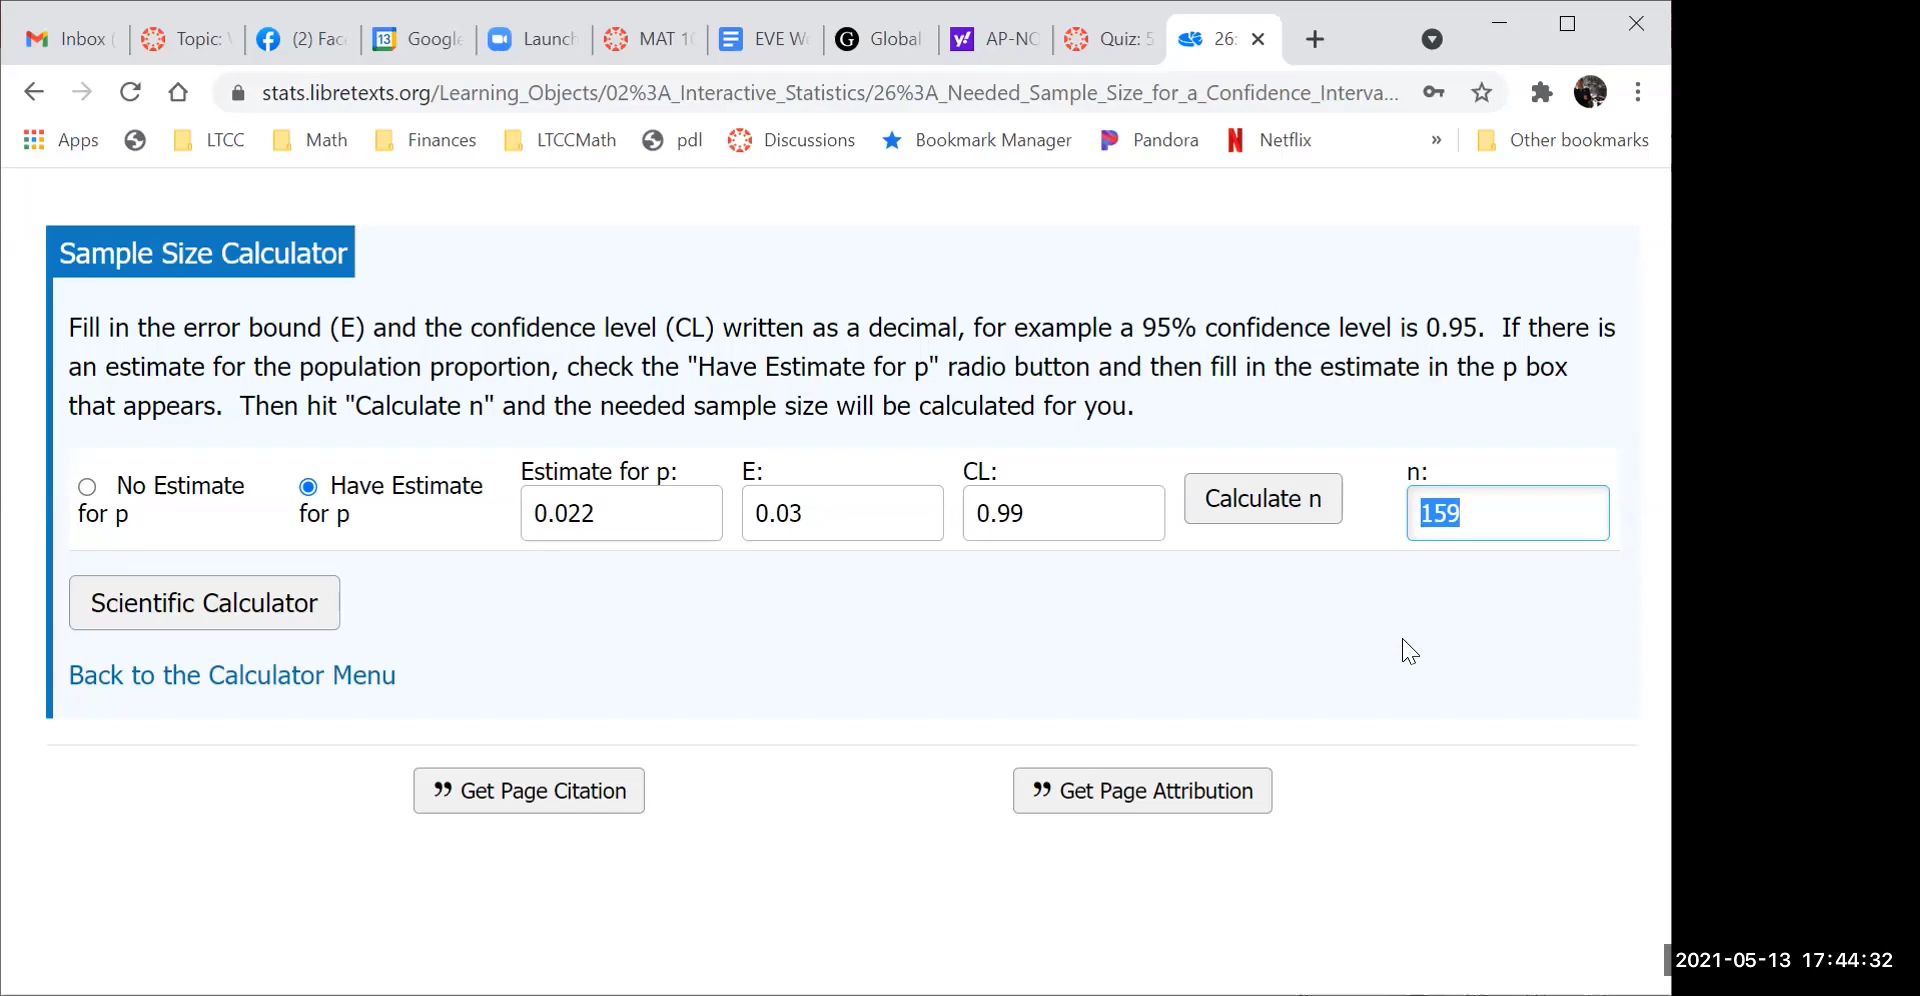 Inbox (
Topic: 
(2) Fac
13
Google
Launch
MAT 10
EVE W
Global
AP-NO
Quiz: 5
26:
stats.libretexts.org/Learning_Objects/02%3A_Interactive_Statistics/26%3A_Needed_Sample_Size_for_a_Confidence_Interva...
Apps
LTCC
Math
Finances
LTCCMath
pdl
Discussions
Bookmark Manager
Pandora
Netflix
»
Other bookmarks
Sample Size Calculator
Fill in the error bound (E) and the confidence level (CL) written as a decimal, for example a 95% confidence level is 0.95. If there is
an estimate for the population proportion, check the "Have Estimate for p" radio button and then fill in the estimate in the p box
that appears. Then hit "Calculate n" and the needed sample size will be calculated for you.
No Estimate
for p
Have Estimate
for p
Estimate for p:
0.022
E:
0.03
CL:
0.99
Calculate n
n:
159
Scientific Calculator
Back to the Calculator Menu
Get Page Citation
Get Page Attribution
2021-05-13 17:44:32